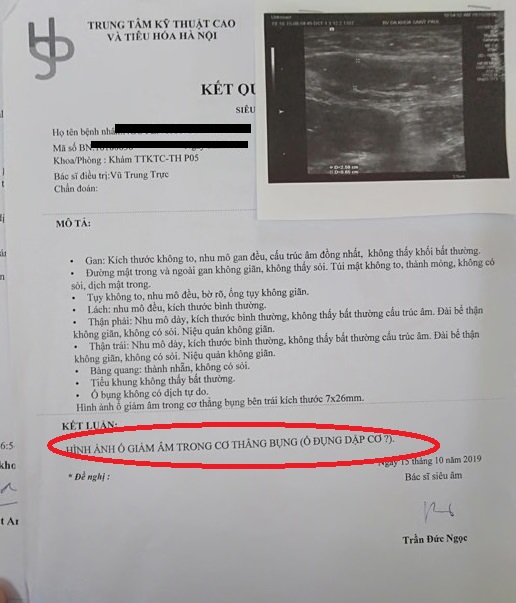 TRUNG TÂM KỸ THUẬT CAO
VÀ TIÊU HÓA HÀ NỘI
KẾT QU
SIÊU
Họ tên bệnh nhân
Mã số BN:
Khoa/Phòng : Khám TTKTC-TH P05
Bác sĩ điều trị: Vũ Trung Trực
Chẩn đoán:
MÔ TẢ:
• Gan: Kích thước không to, nhu mô gan đều, cấu trúc âm đồng nhất, không thấy khối bất thường.
• Đường mật trong và ngoài gan không giãn, không thấy sỏi. Túi mật không to, thành mỏng, không có
sỏi, dịch mật trong.
• Tụy không to, nhu mô đều, bờ rõ, ống tụy không giãn.
• Lách: nhu mô đều, kích thước bình thường.
• Thận phải: Nhu mô dày, kích thước bình thường, không thấy bất thường cấu trúc âm. Đài bể thận
không giãn, không có sỏi. Niệu quản không giãn.
• Thận trái: Nhu mô dày, kích thước bình thường, không thấy bất thường cấu trúc âm. Đài bể thận
không giãn, không có sỏi. Niệu quản không giãn.
• Bàng quang: thành nhẵn, không có sỏi.
• Tiểu khung không thấy bất thường.
• Ổ bụng không có dịch tự do.
Hình ảnh ổ giảm âm trong cơ thẳng bụng bên trái kích thước 7x26mm.
KẾT LUẬN:
HÌNH ẢNH Ổ GIẢM ÂM TRONG CƠ THẲNG BỤNG (Ổ ĐỤNG DẬP CƠ ?).
Ngày 15 tháng 10 năm 2019
* Đề nghị :
Bác sĩ siêu âm
Trần Đức Ngọc